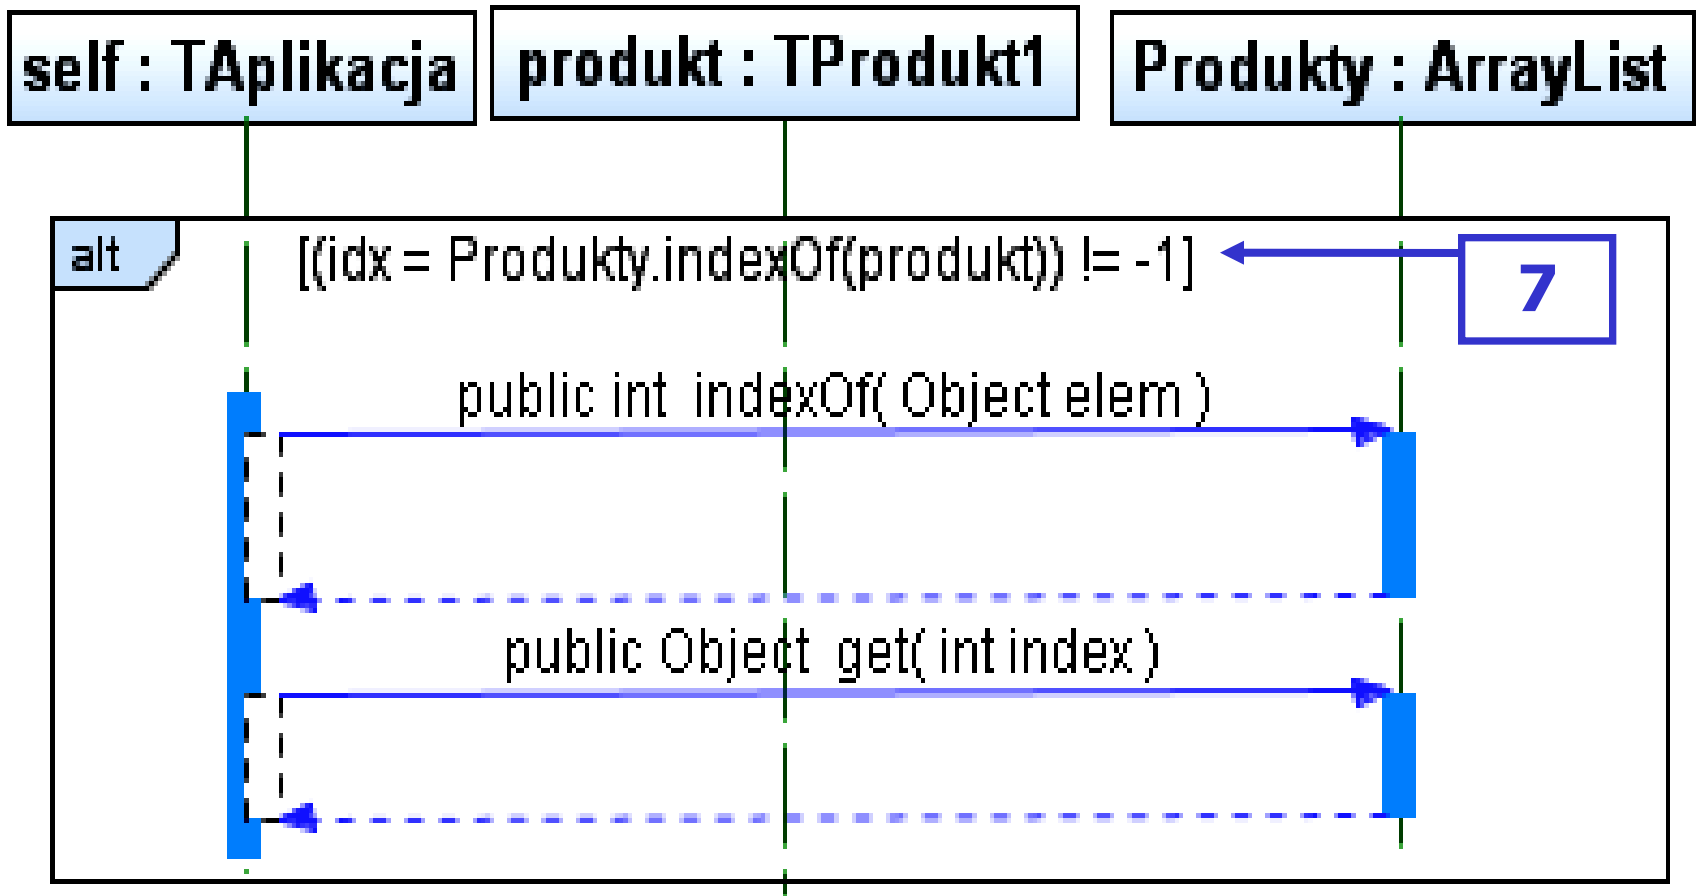 self : TAplikacja
produkt : TProdukt1
Produkty : ArrayList
alt
[(idx = Produkty.indexOf(produkt)) != -1]
7
public int indexOf( Object elem )
public Object get( int index )